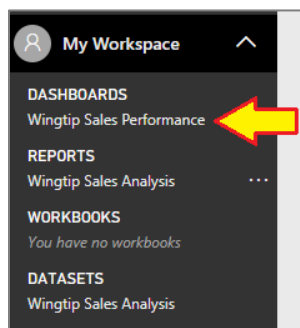 My Workspace
DASHBOARDS
Wingtip Sales Performance
REPORTS
Wingtip Sales Analysis ...
WORKBOOKS
You have no workbooks
DATASETS
Wingtip Sales Analysis